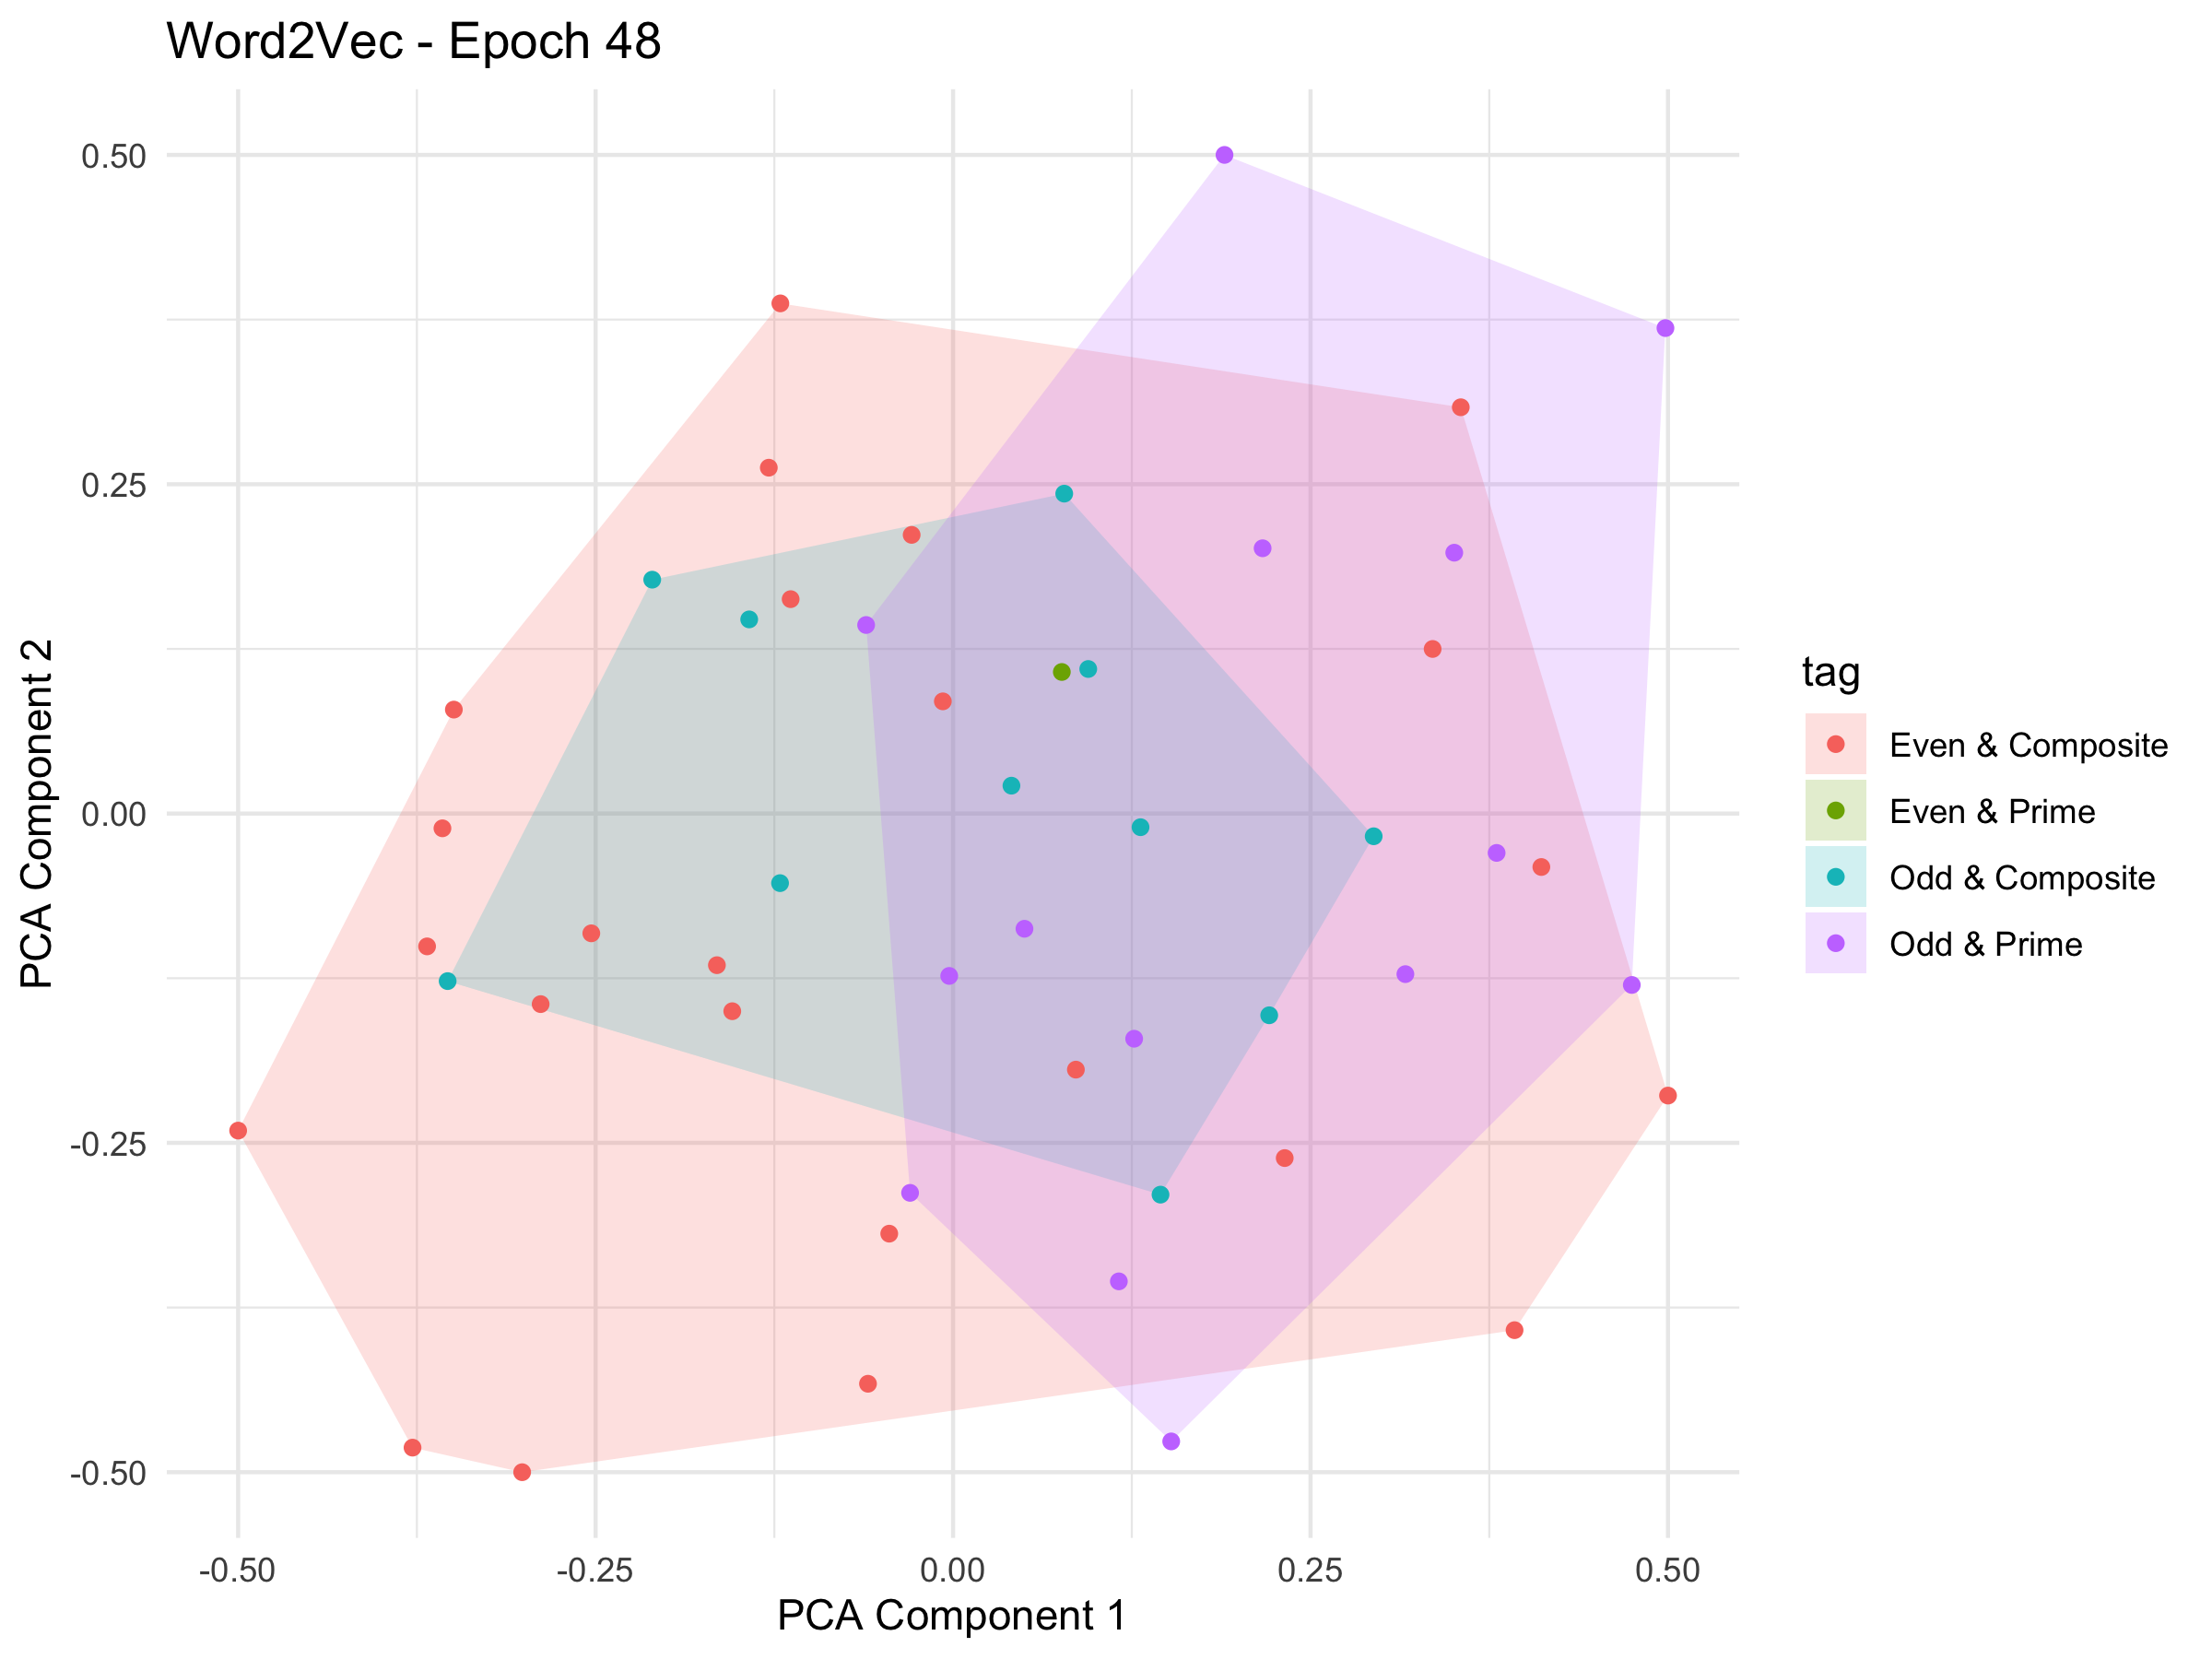 Word2Vec - Epoch 48
PCA Component 2
0.50
0.25
0.00
-0.25
-0.50
-0.50
-0.25
0.00
0.25
0.50
PCA Component 1
tag
Even & Composite
Even & Prime
Odd & Composite
Odd & Prime